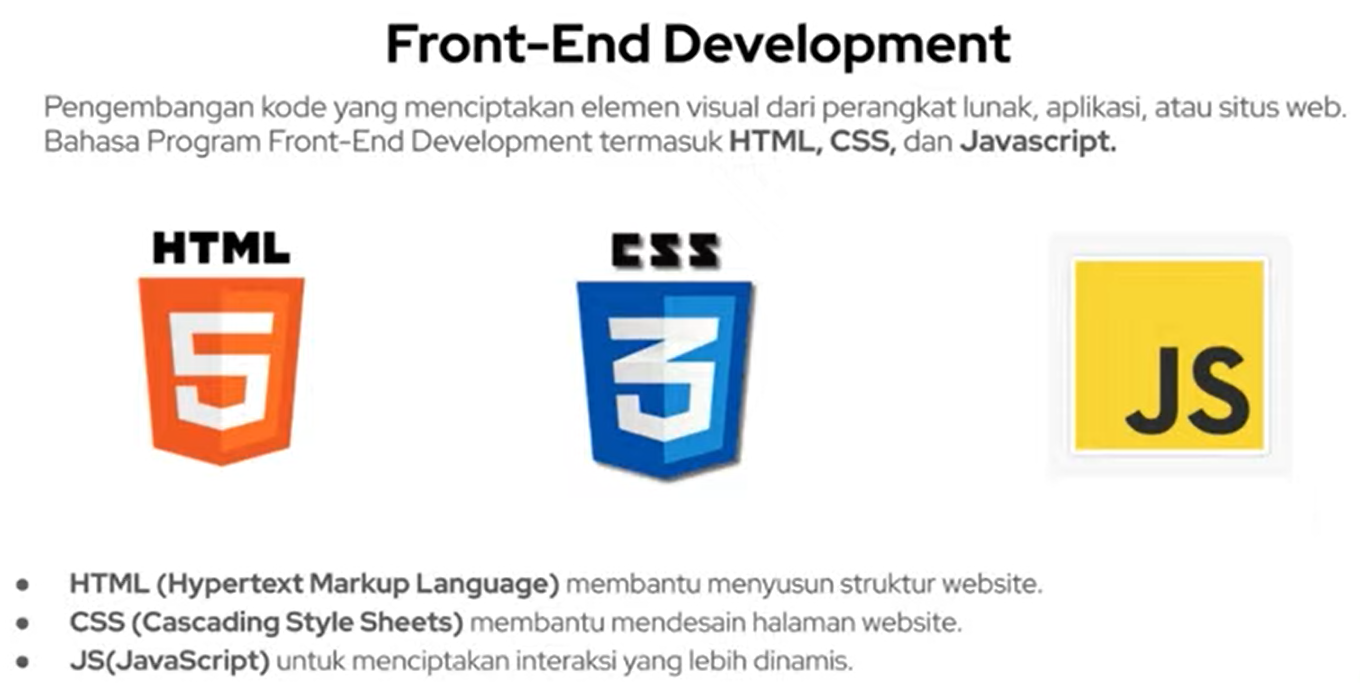 Front-End Development
Pengembangan kode yang menciptakan elemen visual dari perangkat lunak, aplikasi, atau situs web.
Bahasa Program Front-End Development termasuk HTML, CSS, dan Javascript.
HTML
5
CSS
3
JS
• HTML (Hypertext Markup Language) membantu menyusun struktur website.
• CSS (Cascading Style Sheets) membantu mendesain halaman website.
• JS(JavaScript) untuk menciptakan interaksi yang lebih dinamis.